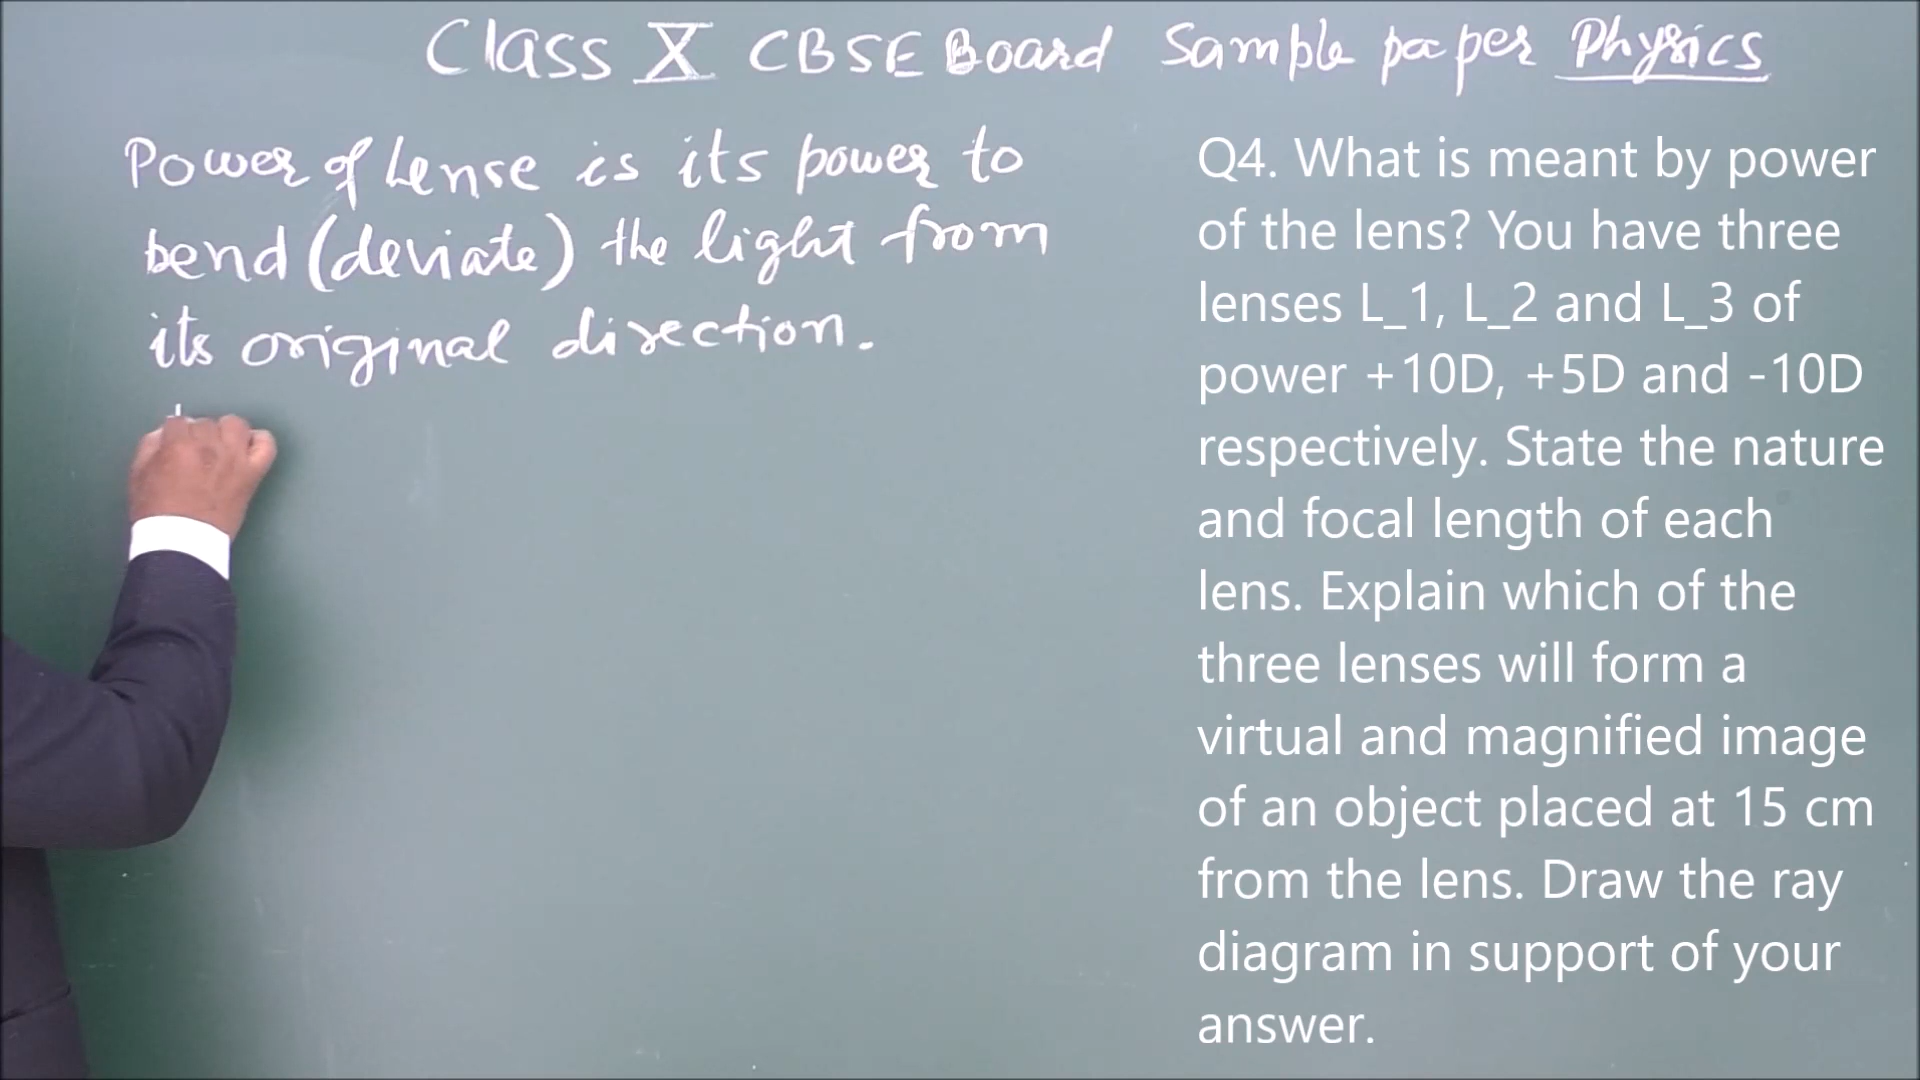 Class X CBSE Board Sample paper Physics
Power of Lense is its power to
bend (deviate) the light from
its original direction.
Q4. What is meant by power
of the lens? You have three
lenses L_1, L_2 and L_3 of
power +10D, +5D and -10D
respectively. State the nature
and focal length of each
lens. Explain which of the
three lenses will form a
virtual and magnified image
of an object placed at 15 cm
from the lens. Draw the ray
diagram in support of your
answer.